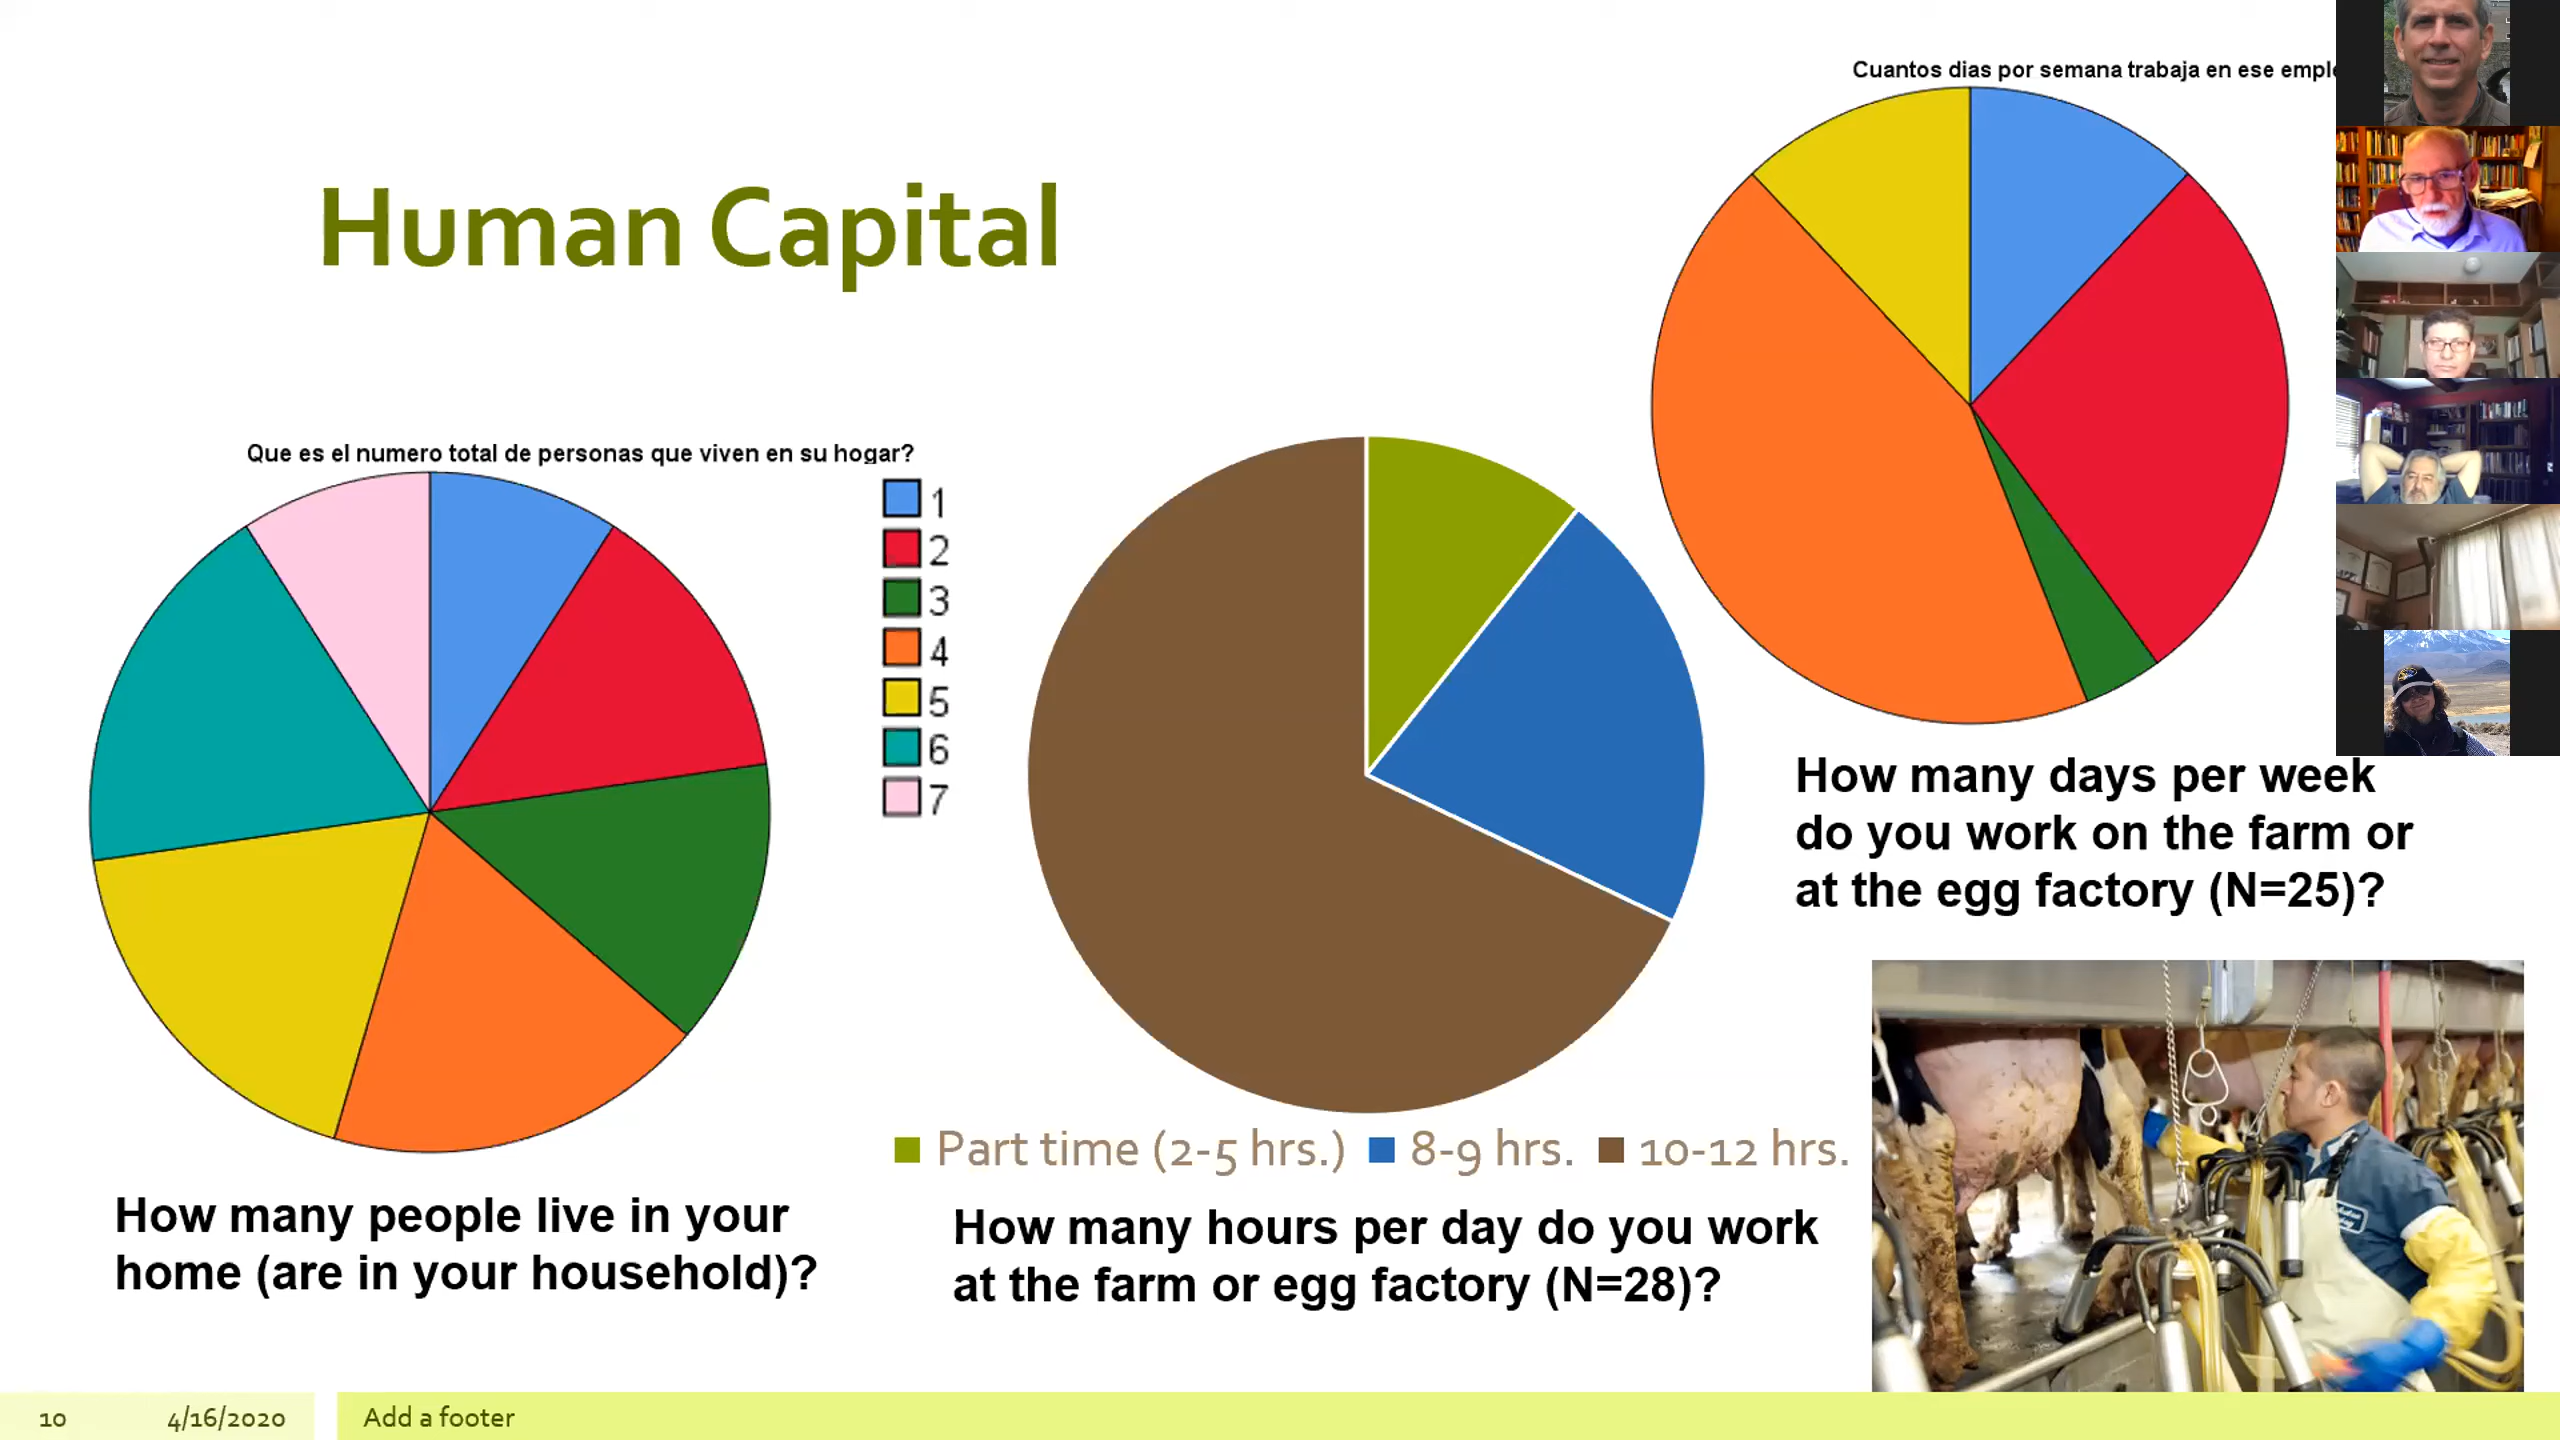 Human Capital
Cuantos dias por semana trabaja en ese
Que es el numero total de personas que viven en su hogar?
1
2
3
4
5
6
7
Part time (2-5 hrs.) 8-9 hrs. 10-12 hrs.
How many people live in your
home (are in your household)?
How many hours per day do you work
at the farm or egg factory (N=28)?
How many days per week
do you work on the farm or
at the egg factory (N=25)?
10 4/16/2020 Add a footer